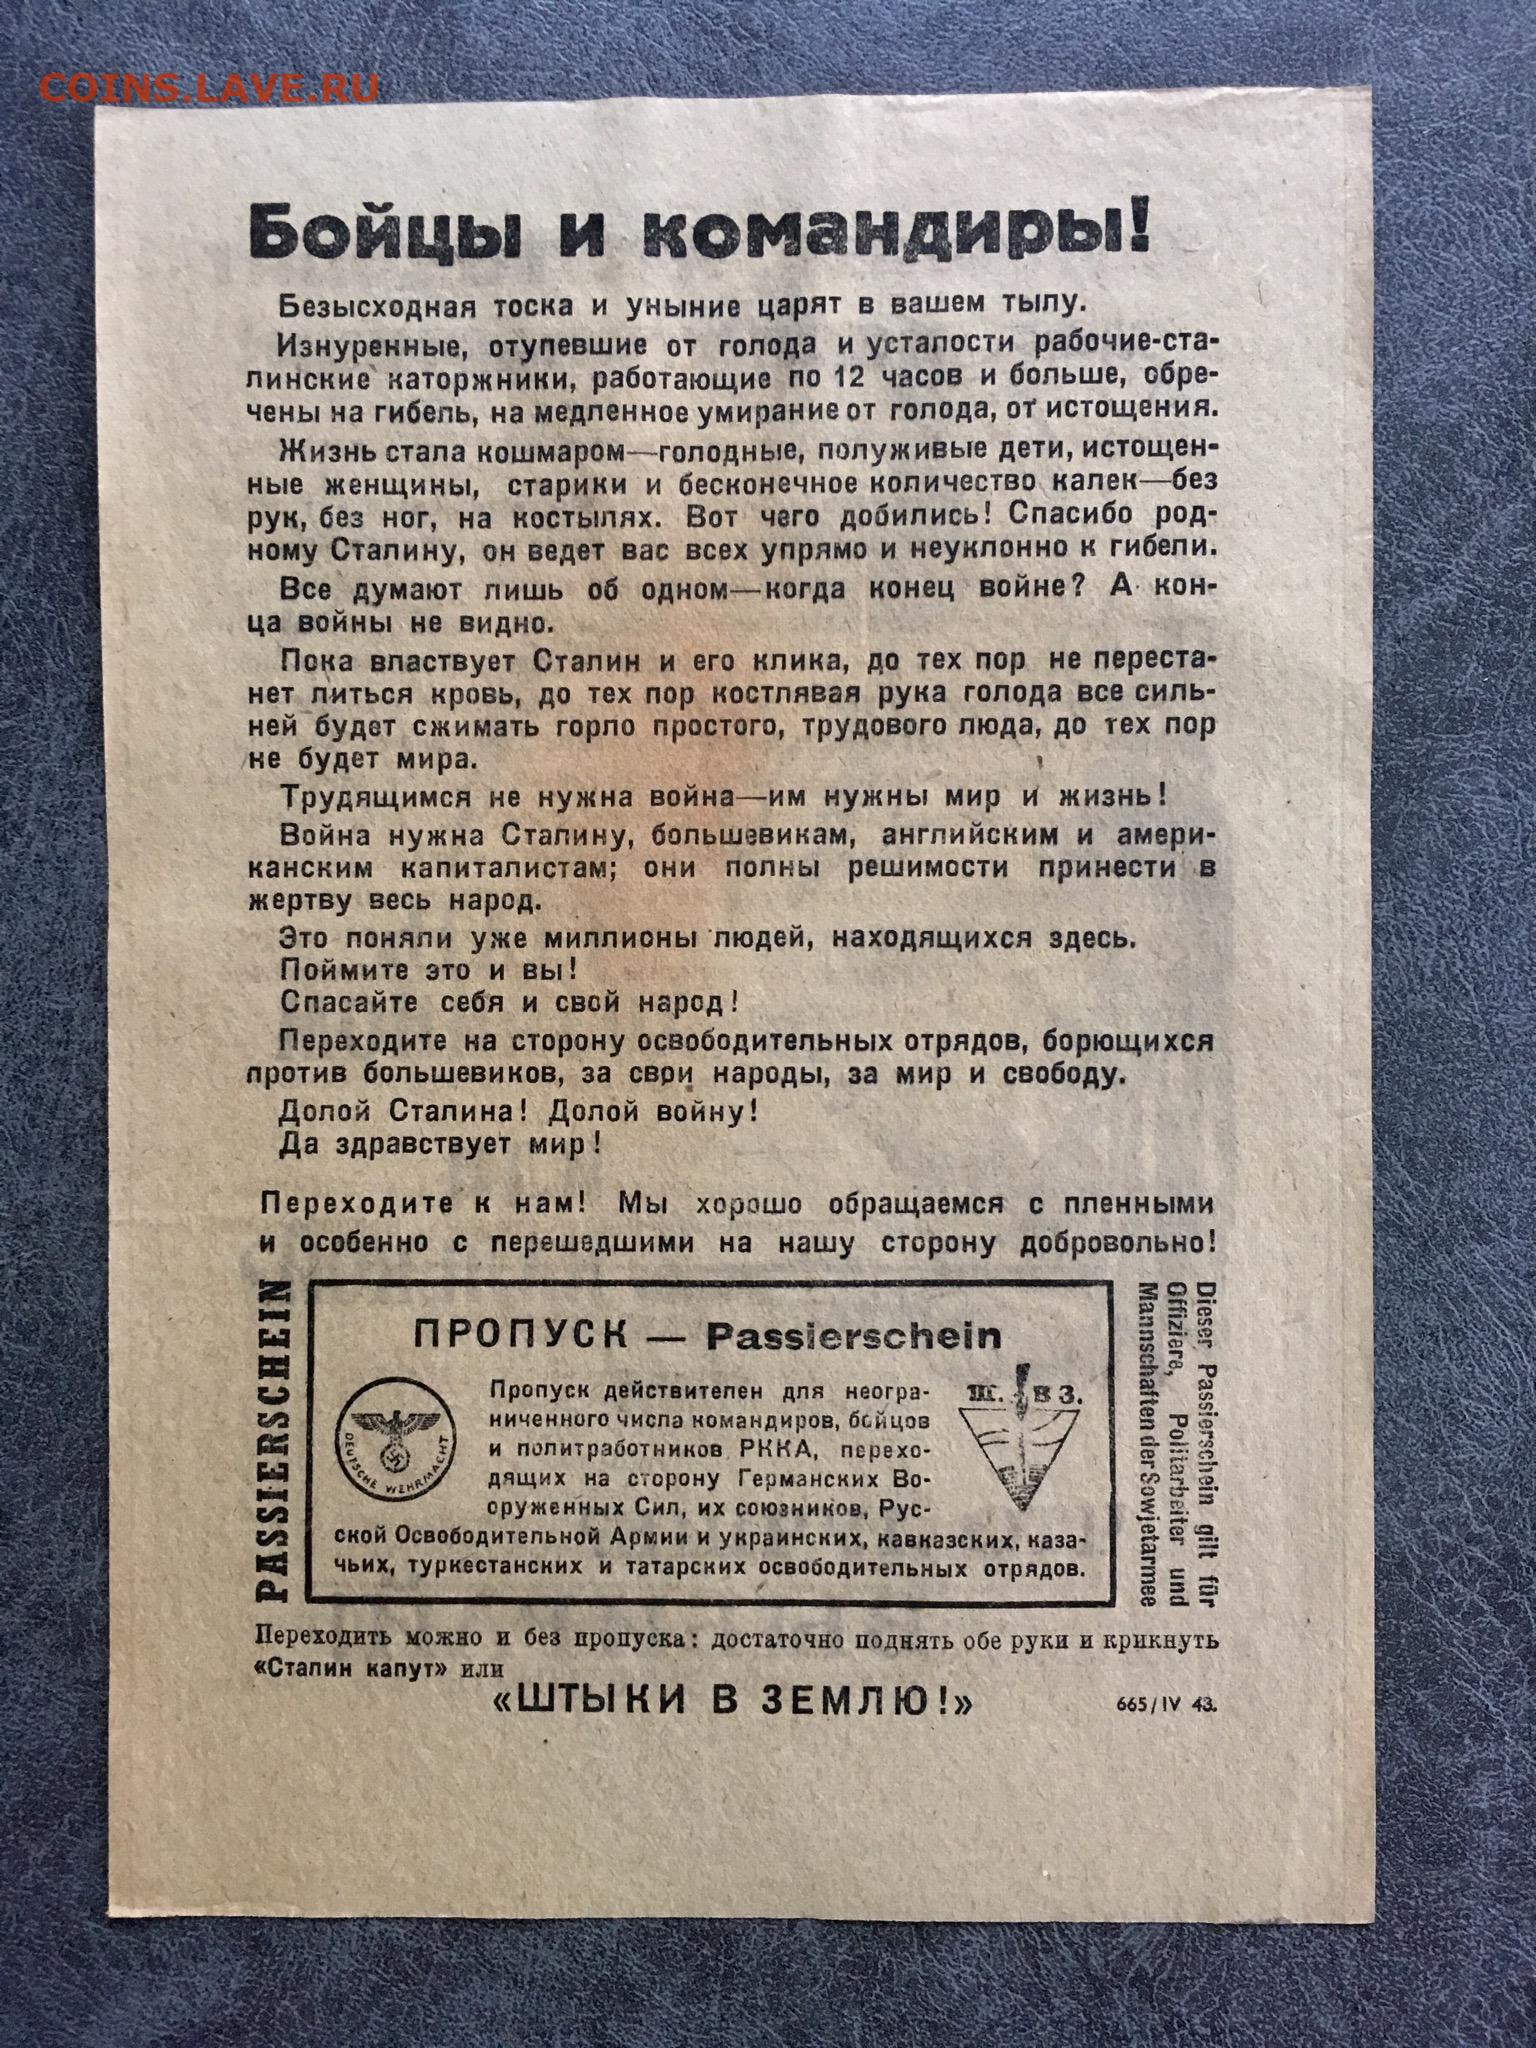 COINS.LAVE.RU
Бойцы и командиры!
Безысходная тоска и уныние царят в вашем тылу.
Изнуренные, отупевшие от голода и усталости рабочие-ста-
линские каторжники, работающие по 12 часов и больше, обре-
чены на гибель, на медленное умирание от голода, от истощения.
Жизнь стала кошмаром—голодные, полуживые дети, истощен-
ные женщины, старики и бесконечное количество калек—без
рук, без ног, на костылях. Вот чего добились! Спасибо род-
ному Сталину, он ведет вас всех упрямо и неуклонно к гибели.
Все думают лишь об одном—когда конец войне? А кон-
ца войны не видно.
Пока властвует Сталин и его клика, до тех пор не переста-
нет литься кровь, до тех пор костлявая рука голода все силь-
ней будет сжимать горло простого, трудового люда, до тех пор
не будет мира.
Трудящимся не нужна война—им нужны мир и жизнь!
Война нужна Сталину, большевикам, английским и амери-
канским капиталистам; они полны решимости принести в
жертву весь народ.
Это поняли уже миллионы людей, находящихся здесь.
Поймите это и вы!
Спасайте себя и свой народ!
Переходите на сторону освободительных отрядов, борющихся
против большевиков, за свои народы, за мир и свободу.
Долой Сталина! Долой войну!
Да здравствует мир!
Переходите к нам! Мы хорошо обращаемся с пленными
и особенно с перешедшими на нашу сторону добровольно!
PASSIERSCHEIN
ПРОПУСК — Passierschein
DEUTSCHE WEHRMACHT
Пропуск действителен для неогра-
ниченного числа командиров, бойцов
и политработников РККА, перехо-
дящих на сторону Германских Во-
оруженных Сил, их союзников, Рус-
ской Освободительной Армии и украинских, кавказских, каза-
чьих, туркестанских и татарских освободительных отрядов.
Ш. В З.
Dieser Passierschein gilt für
Offiziere, Politarbeiter und
Mannschaften der Sowjetarmee
Переходить можно и без пропуска: достаточно поднять обе руки и крикнуть
«Сталин капут» или
«ШТЫКИ В ЗЕМЛЮ!»
665/IV 43.